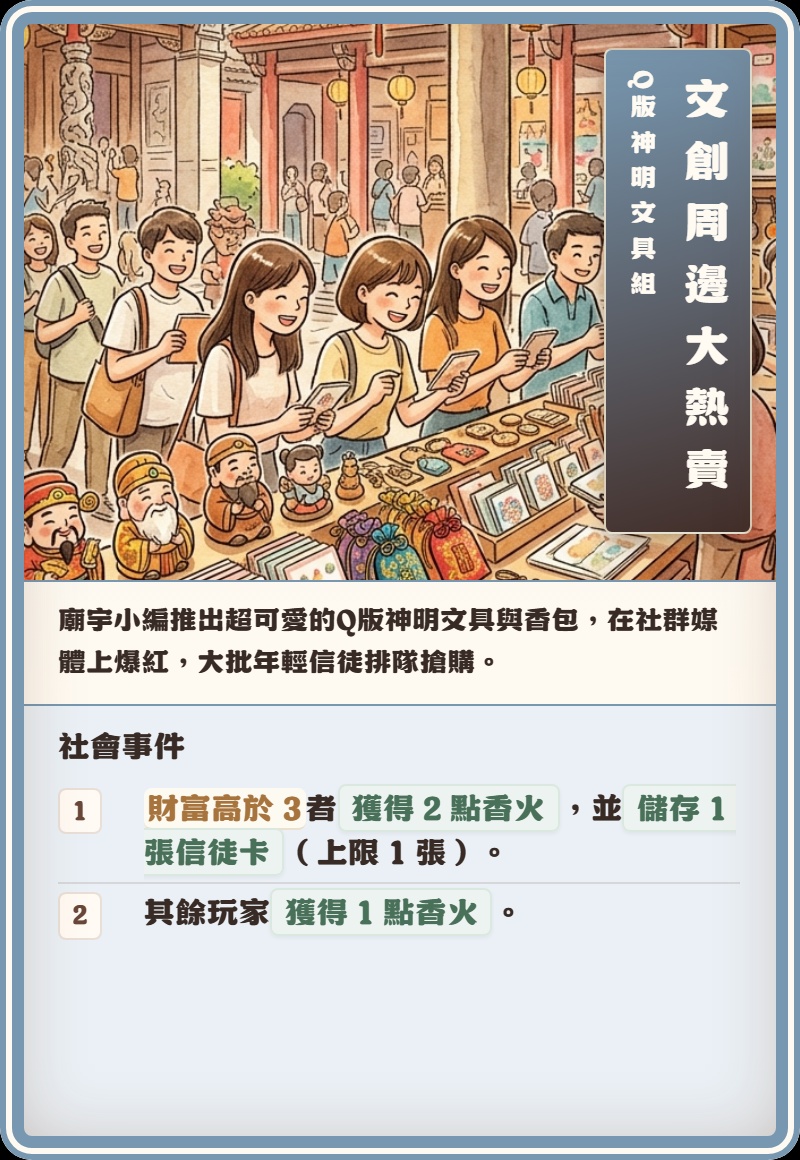 文創周邊大熱賣
Q版神明文具組
廟宇小編推出超可愛的Q版神明文具與香包，在社群媒
體上爆紅，大批年輕信徒排隊搶購。
社會事件
1 財富高於 3者 獲得 2 點香火 ，並 儲存 1
張信徒卡 （上限 1 張）。
2 其餘玩家 獲得 1 點香火 。